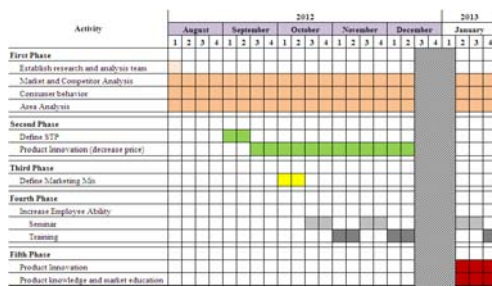 Activity
2012
2013
August September October November December January
1 2 3 4 1 2 3 4 1 2 3 4 1 2 3 4 1 2 3 4 1 2 3 4
First Phase
Establish research and analysis team
Market and Competitor Analysis
Consumer behavior
Area Analysis
Second Phase
Define STP
Product Innovation (decrease price)
Third Phase
Define Marketing Mix
Fourth Phase
Increase Employee Ability
Seminar
Training
Fifth Phase
Product Innovation
Product knowledge and market education